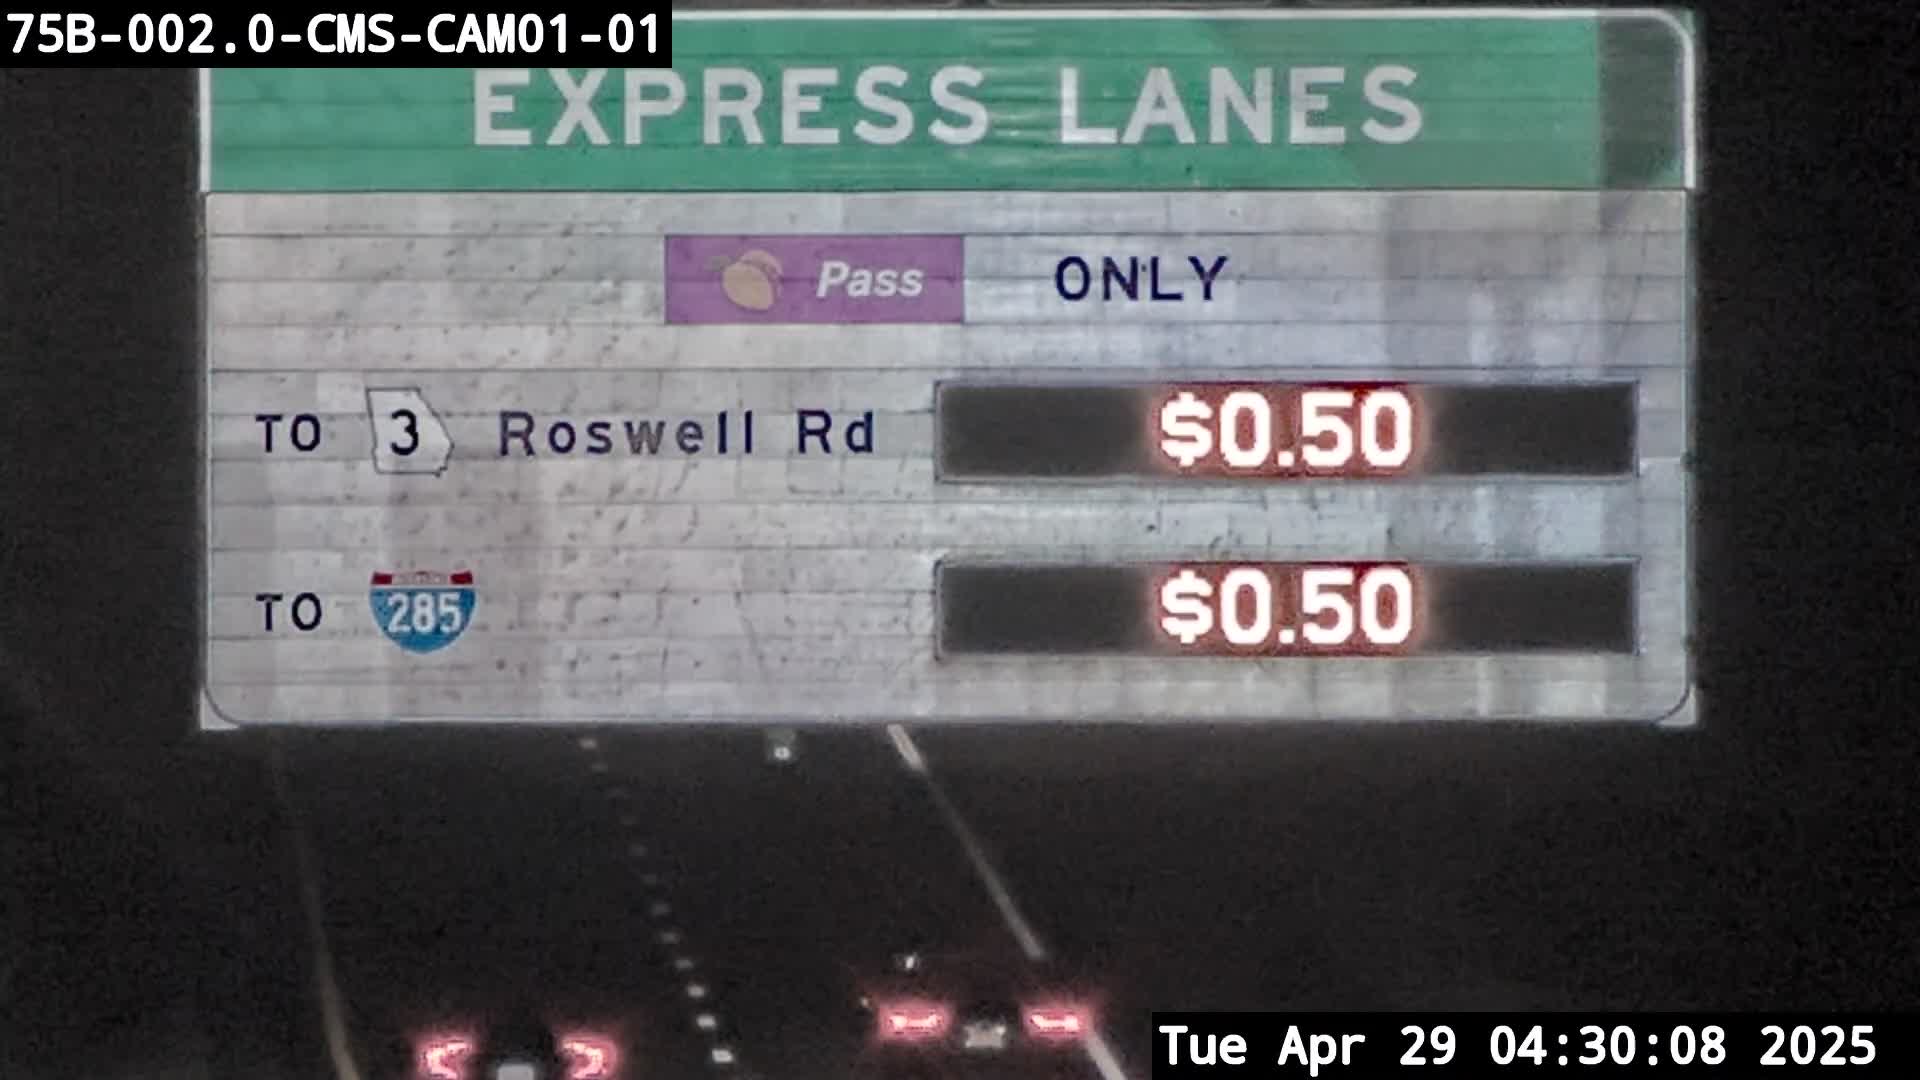 75B-002.0-CMS-CAM01-01
EXPRESS LANES
Pass ONLY
TO 3 Roswell Rd $0.50
TO 285 $0.50
Tue Apr 29 04:30:08 2025